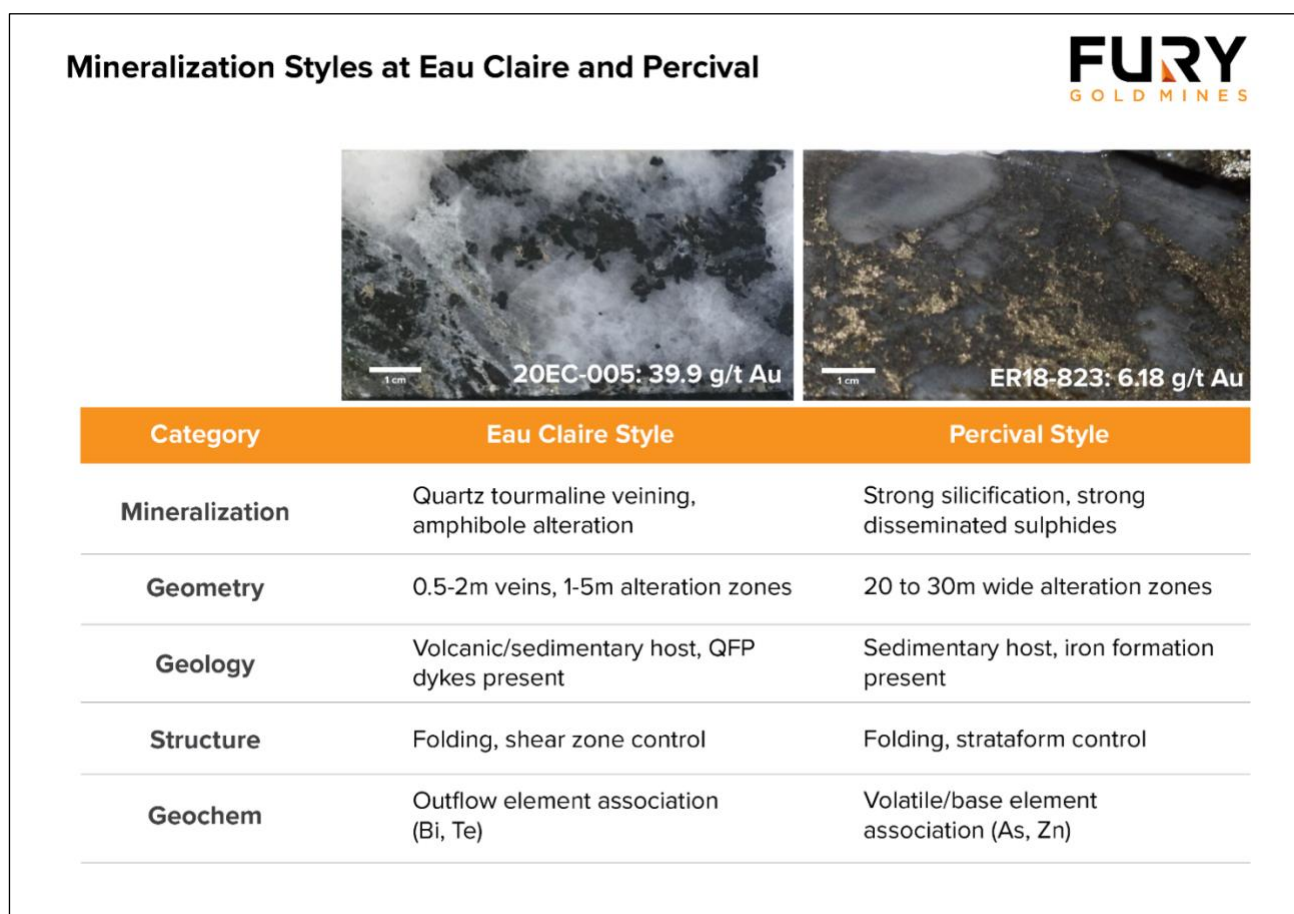 Mineralization Styles at Eau Claire and Percival
FURY
GOLD MINES
1 cm
20EC-005: 39.9 g/t Au
1 cm
ER18-823: 6.18 g/t Au
Category
Eau Claire Style
Percival Style
Mineralization
Quartz tourmaline veining,
amphibole alteration
Strong silicification, strong
disseminated sulphides
Geometry
0.5-2m veins, 1-5m alteration zones
20 to 30m wide alteration zones
Geology
Volcanic/sedimentary host, QFP
dykes present
Sedimentary host, iron formation
present
Structure
Folding, shear zone control
Folding, strataform control
Geochem
Outflow element association
(Bi, Te)
Volatile/base element
association (As, Zn)